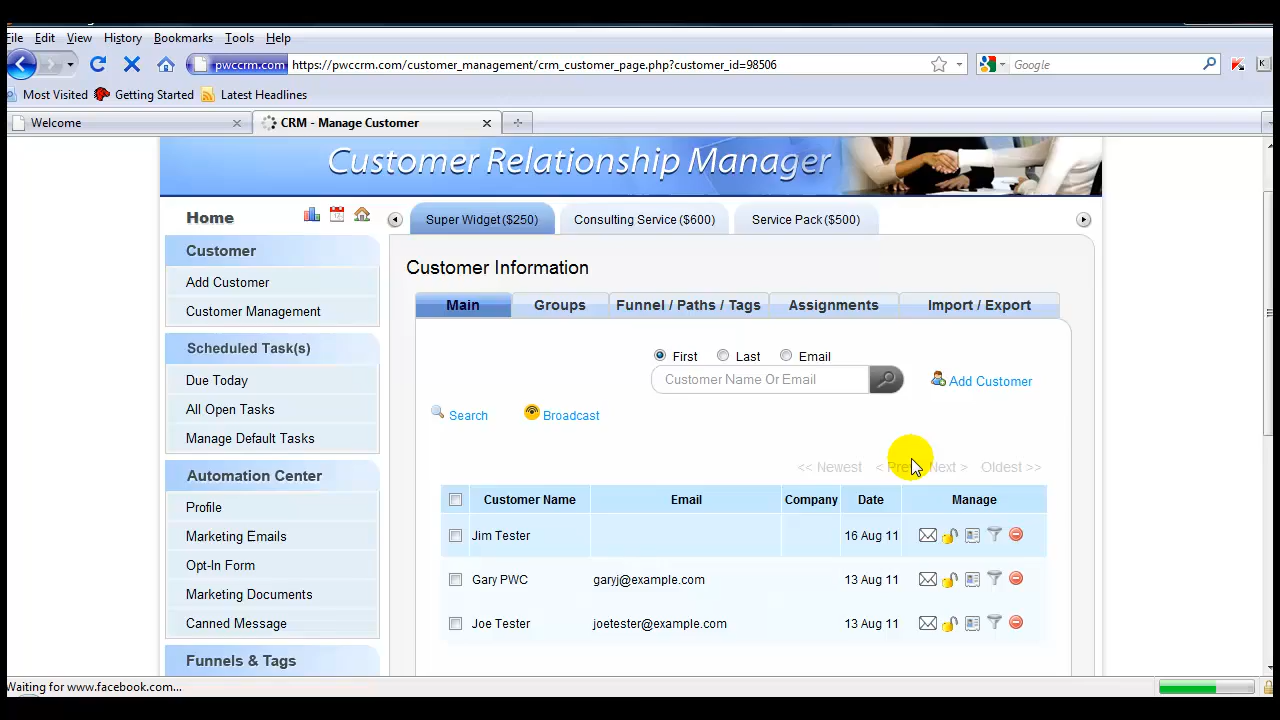 File Edit View History Bookmarks Tools Help
pwccrm.com https://pwccrm.com/customer_management/crm_customer_page.php?customer_id=98506 Google
Most Visited Getting Started Latest Headlines
Welcome CRM - Manage Customer
Customer Relationship Manager
Home
Super Widget ($250) Consulting Service ($600) Service Pack ($500)
Customer
Add Customer
Customer Management
Scheduled Task(s)
Due Today
All Open Tasks
Manage Default Tasks
Automation Center
Profile
Marketing Emails
Opt-In Form
Marketing Documents
Canned Message
Funnels & Tags
Customer Information
Main Groups Funnel / Paths / Tags Assignments Import / Export
First Last Email
Customer Name Or Email Add Customer
Search Broadcast
<< Newest < Prev Next > Oldest >>
Customer Name Email Company Date Manage
Jim Tester 16 Aug 11
Gary PWC garyj@example.com 13 Aug 11
Joe Tester joetester@example.com 13 Aug 11
Waiting for www.facebook.com...